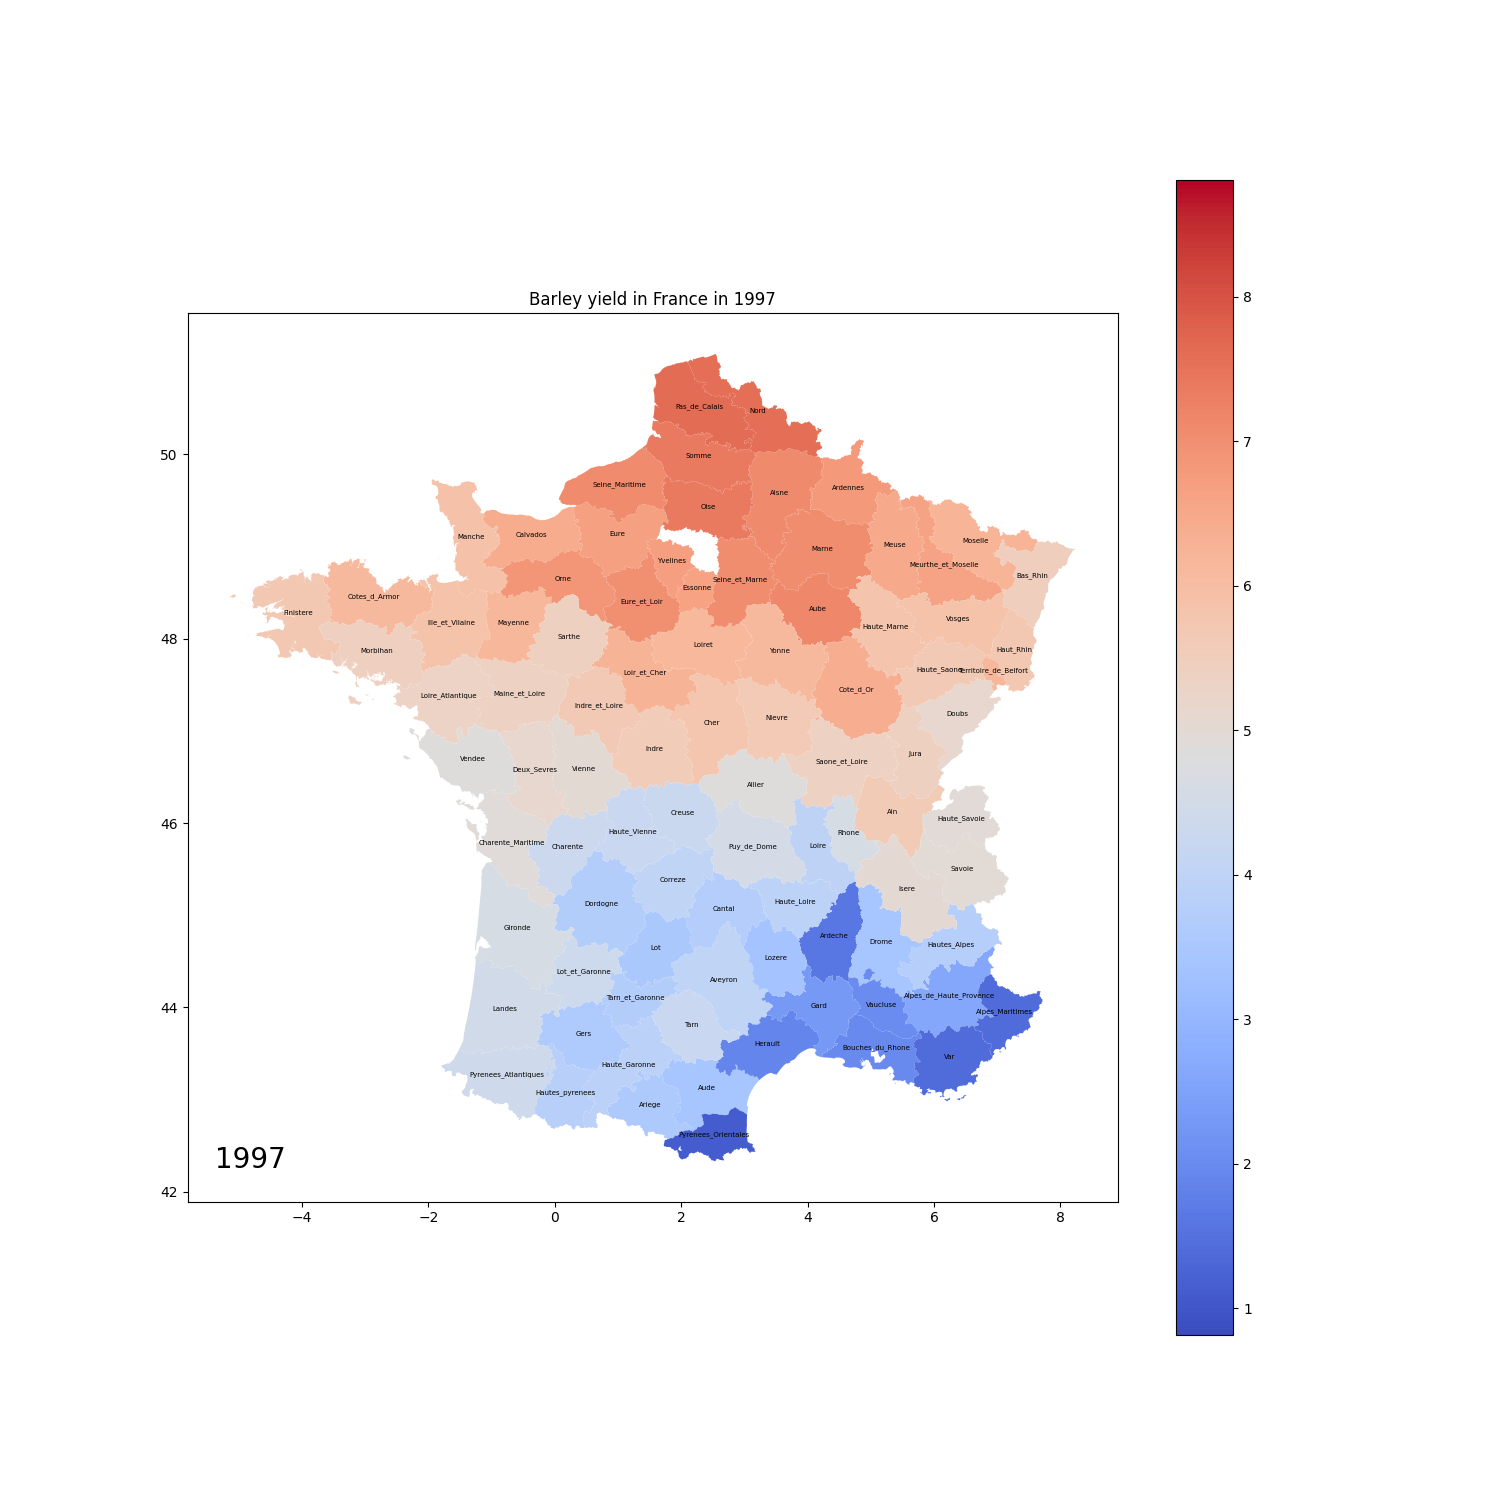 Barley yield in France in 1997
8
7
6
5
4
3
2
1
50
48
46
44
42
−4
−2
0
2
4
6
8
Pas_de_Calais
Nord
Somme
Seine_Maritime
Aisne
Ardennes
Oise
Manche
Calvados
Eure
Marne
Meuse
Moselle
Yvelines
Meurthe_et_Moselle
Bas_Rhin
Orne
Essonne
Seine_et_Marne
Cotes_d_Armor
Eure_et_Loir
Aube
Finistere
Ille_et_Vilaine
Mayenne
Vosges
Haute_Marne
Sarthe
Morbihan
Loiret
Yonne
Haut_Rhin
Loir_et_Cher
Haute_Saone
Territoire_de_Belfort
Loire_Atlantique
Maine_et_Loire
Cote_d_Or
Indre_et_Loire
Cher
Nievre
Doubs
Indre
Jura
Vendee
Deux_Sevres
Vienne
Saone_et_Loire
Allier
Creuse
Ain
Haute_Savoie
Haute_Vienne
Rhone
Charente_Maritime
Charente
Puy_de_Dome
Loire
Savoie
Correze
Isere
Dordogne
Cantal
Haute_Loire
Gironde
Ardeche
Drome
Hautes_Alpes
Lot
Lozere
Lot_et_Garonne
Aveyron
Tarn_et_Garonne
Alpes_de_Haute_Provence
Landes
Gard
Vaucluse
Alpes_Maritimes
Tarn
Gers
Herault
Bouches_du_Rhone
Var
Haute_Garonne
Pyrenees_Atlantiques
Aude
Hautes_pyrenees
Ariege
Pyrenees_Orientales
1997